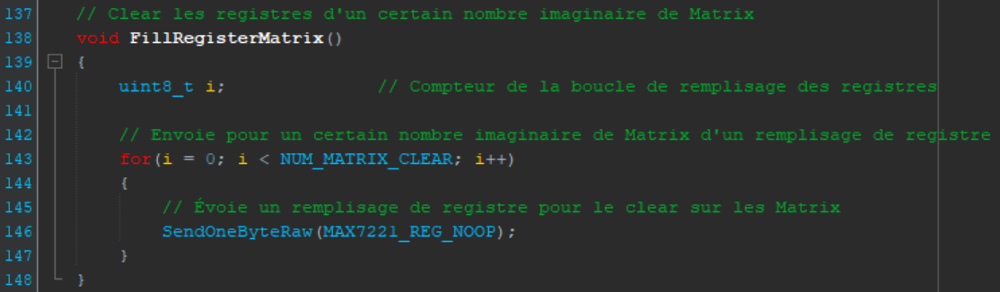 137 // Clear les registres d'un certain nombre imaginaire de Matrix
138 void FillRegisterMatrix()
139 {
140 uint8_t i; // Compteur de la boucle de remplisage des registres
141
142 // Envoie pour un certain nombre imaginaire de Matrix d'un remplisage de registre
143 for(i = 0; i < NUM_MATRIX_CLEAR; i++)
144 {
145 // Évoie un remplisage de registre pour le clear sur les Matrix
146 SendOneByteRaw(MAX7221_REG_NOOP);
147 }
148 }